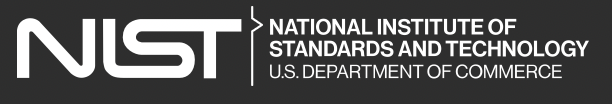 NIST
NATIONAL INSTITUTE OF
STANDARDS AND TECHNOLOGY
U.S. DEPARTMENT OF COMMERCE